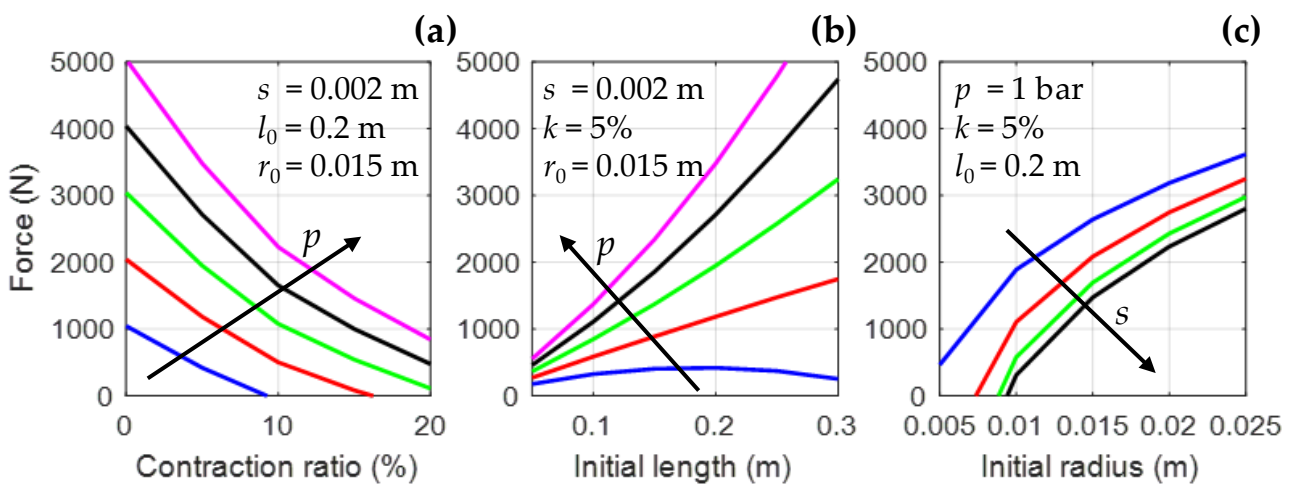 (a)
(b)
(c)
Force (N)
5000
4000
3000
2000
1000
0
s = 0.002 m
l0 = 0.2 m
r0 = 0.015 m
p
0
10
20
Contraction ratio (%)
5000
4000
3000
2000
1000
0
s = 0.002 m
k = 5%
r0 = 0.015 m
p
0.1
0.2
0.3
Initial length (m)
5000
4000
3000
2000
1000
0
p = 1 bar
k = 5%
l0 = 0.2 m
s
0.005
0.01
0.015
0.02
0.025
Initial radius (m)